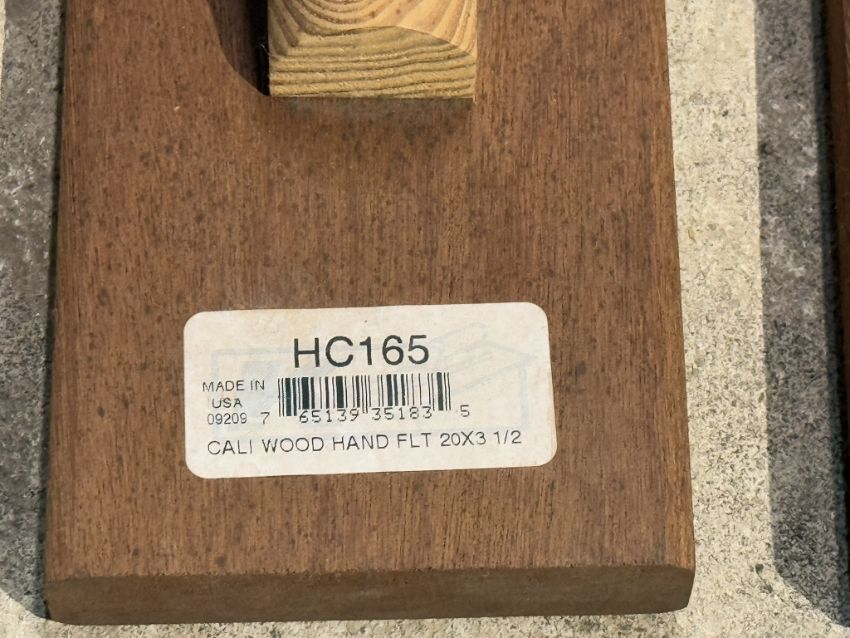 HC165
MADE IN
USA
09209
7 65139 35183 5
CALI WOOD HAND FLT 20X3 1/2